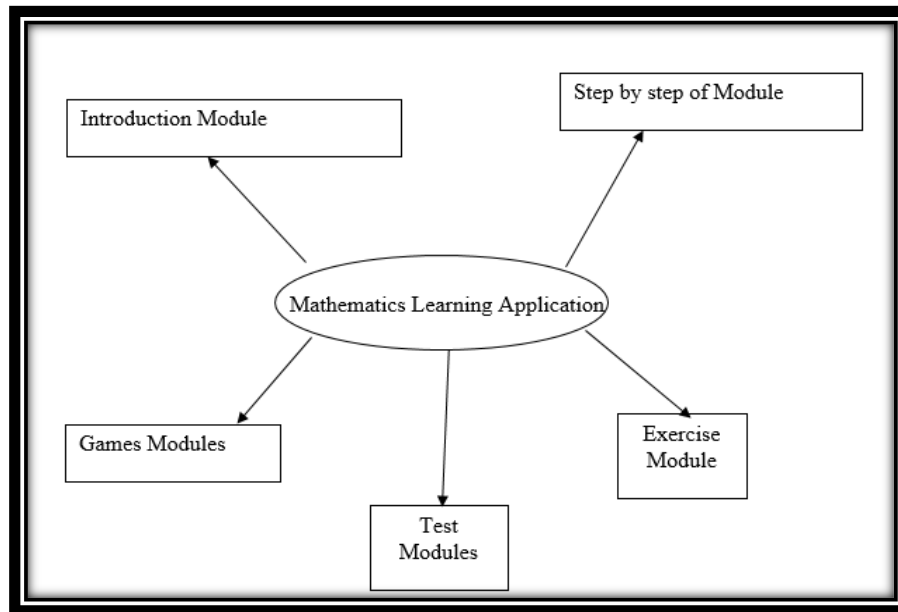 Step by step of Module
Introduction Module
Mathematics Learning Application
Games Modules
Exercise
Module
Test
Modules